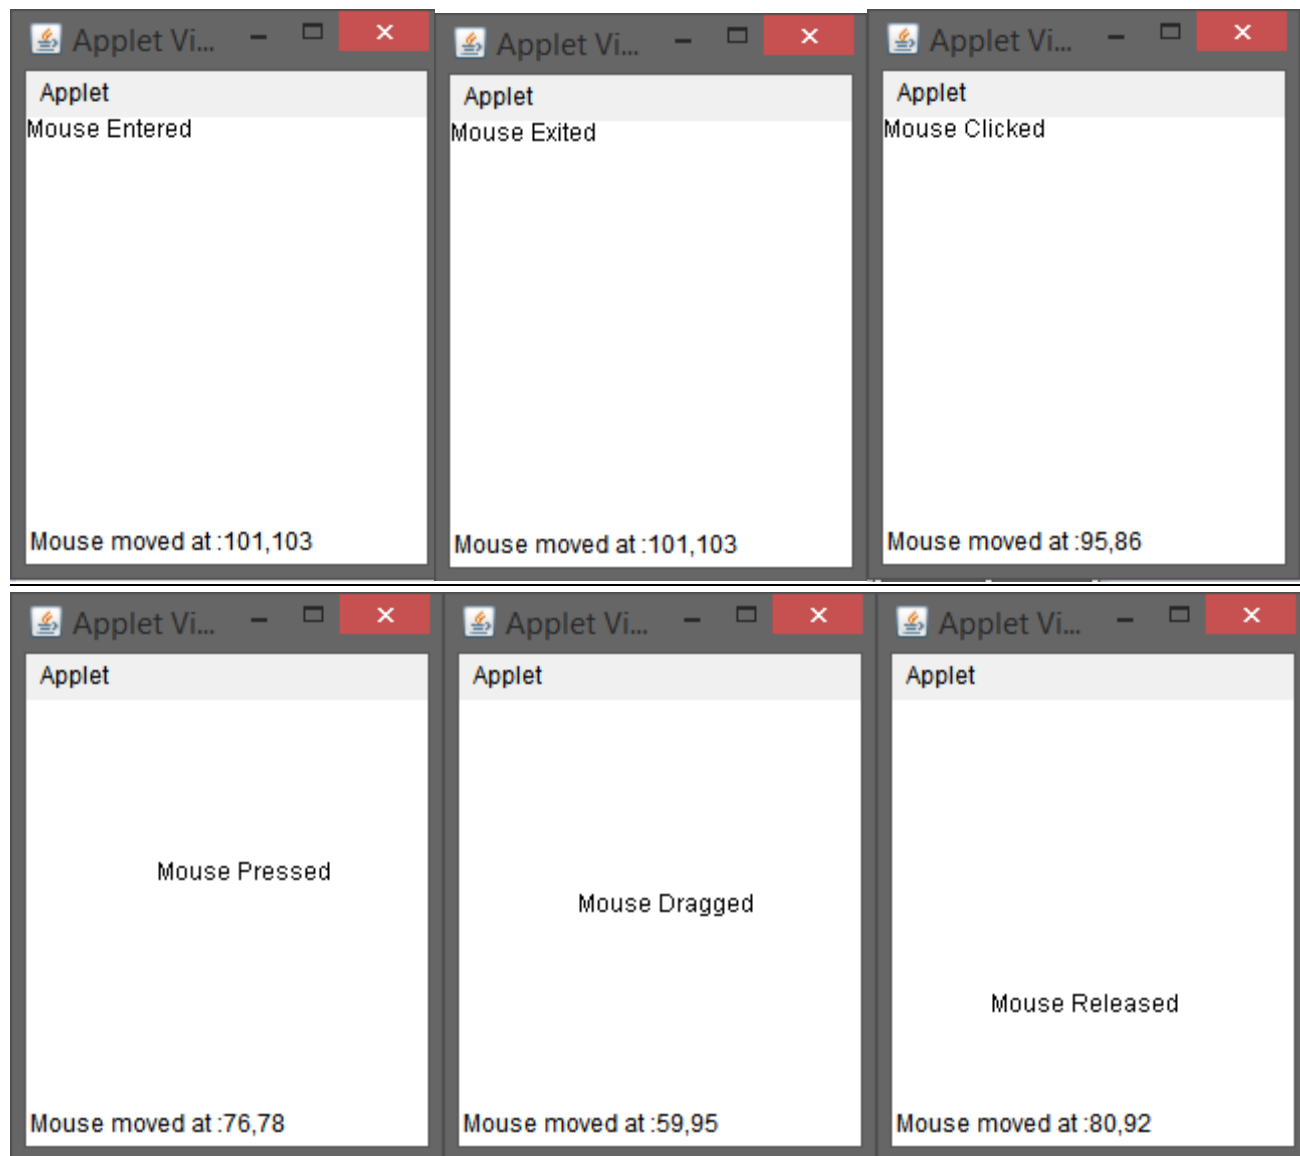 Applet Vi...
Applet
Mouse Entered
Mouse moved at :101,103
Applet Vi...
Applet
Mouse Exited
Mouse moved at :101,103
Applet Vi...
Applet
Mouse Clicked
Mouse moved at :95,86
Applet Vi...
Applet
Mouse Pressed
Mouse moved at :76,78
Applet Vi...
Applet
Mouse Dragged
Mouse moved at :59,95
Applet Vi...
Applet
Mouse Released
Mouse moved at :80,92